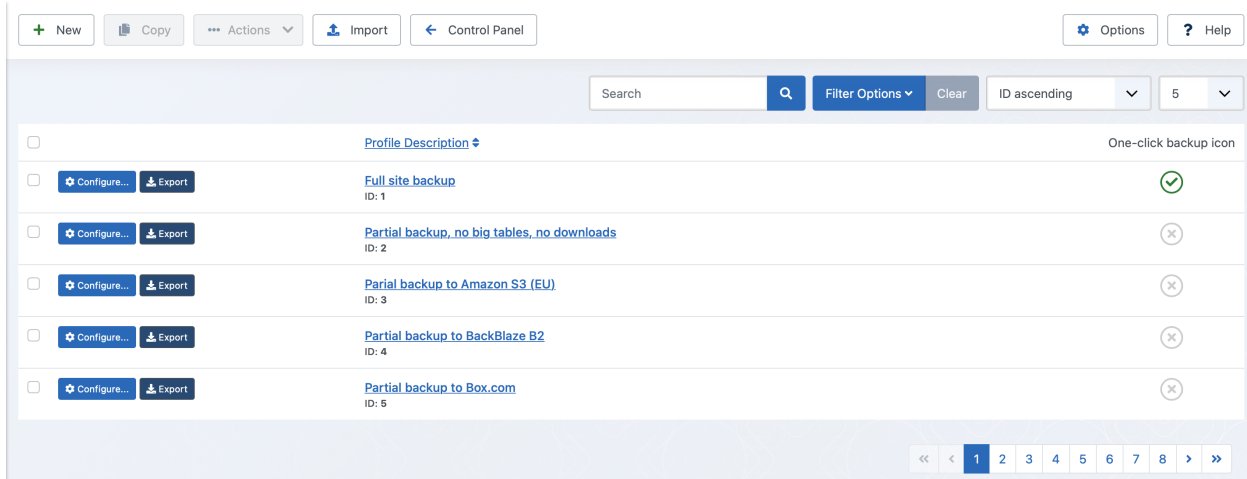 New Copy Actions Import Control Panel Options ? Help
Search Filter Options Clear ID ascending 5
Profile Description One-click backup icon
Configure... Export Full site backup
ID: 1
Configure... Export Partial backup, no big tables, no downloads
ID: 2
Configure... Export Parial backup to Amazon S3 (EU)
ID: 3
Configure... Export Partial backup to BackBlaze B2
ID: 4
Configure... Export Partial backup to Box.com
ID: 5
« ‹ 1 2 3 4 5 6 7 8 › »